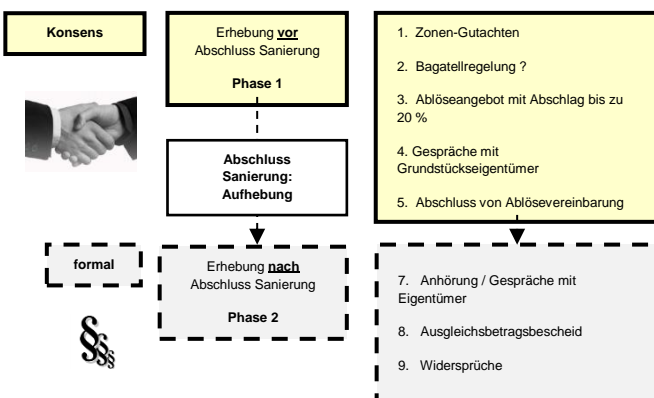 Konsens
Erhebung vor
Abschluss Sanierung
Phase 1
Abschluss
Sanierung:
Aufhebung
formal
Erhebung nach
Abschluss Sanierung
Phase 2
§§§
1. Zonen-Gutachten
2. Bagatellregelung ?
3. Ablöseangebot mit Abschlag bis zu
20 %
4. Gespräche mit
Grundstückseigentümer
5. Abschluss von Ablösevereinbarung
7. Anhörung / Gespräche mit
Eigentümer
8. Ausgleichsbetragsbescheid
9. Widersprüche